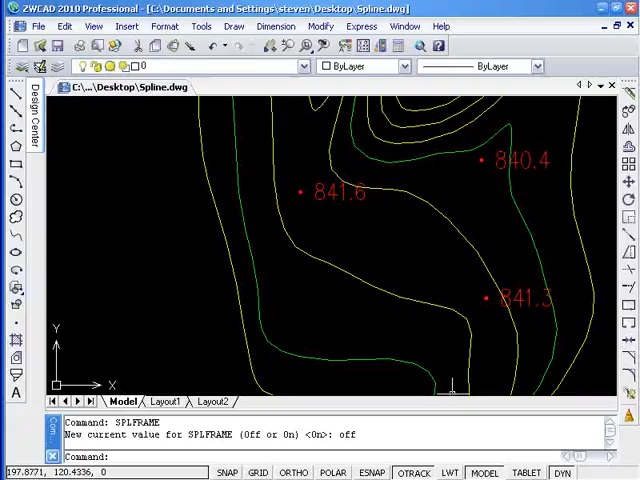 ZWCAD 2010 Professional - [C:\Documents and Settings\steven\Desktop\Spline.dwg]
File Edit View Insert Format Tools Draw Dimension Modify Express Window Help
0 ByLayer ByLayer
C:\...\Desktop\Spline.dwg
Design Center
840.4
841.6
841.3
Y
X
Model Layout1 Layout2
Com...
Command: SPLFRAME
New current value for SPLFRAME (Off or On) <On>: off
Command:
197.8771, 120.4336, 0 SNAP GRID ORTHO POLAR ESNAP OTRACK LWT MODEL TABLET DYN